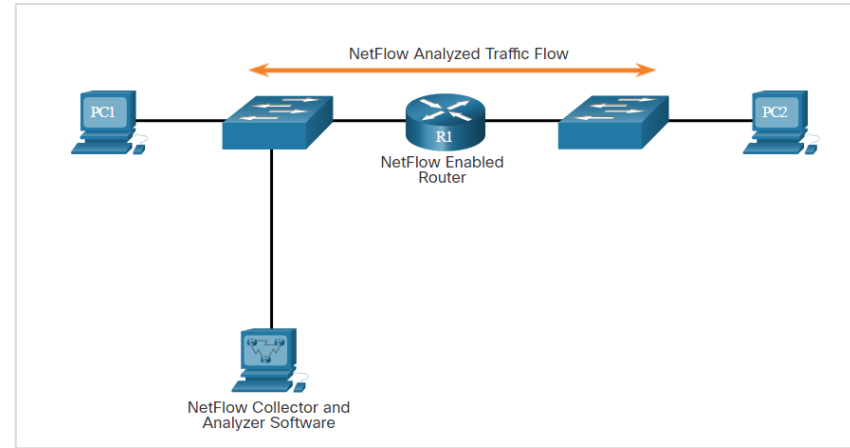 NetFlow Analyzed Traffic Flow
PC1
R1
PC2
NetFlow Enabled
Router
NetFlow Collector and
Analyzer Software